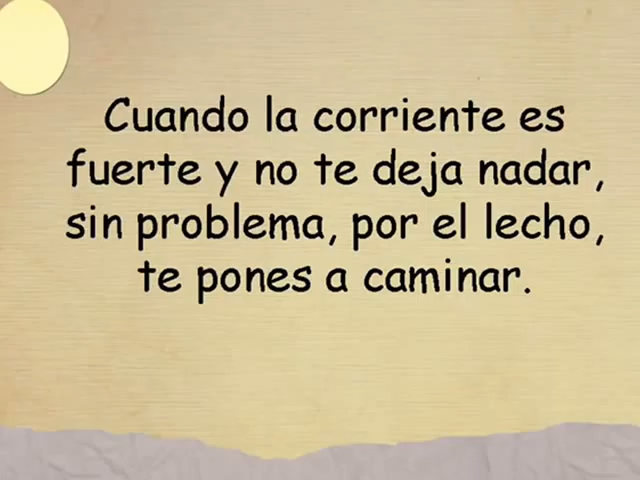 Cuando la corriente es
fuerte y no te deja nadar,
sin problema, por el lecho,
te pones a caminar.